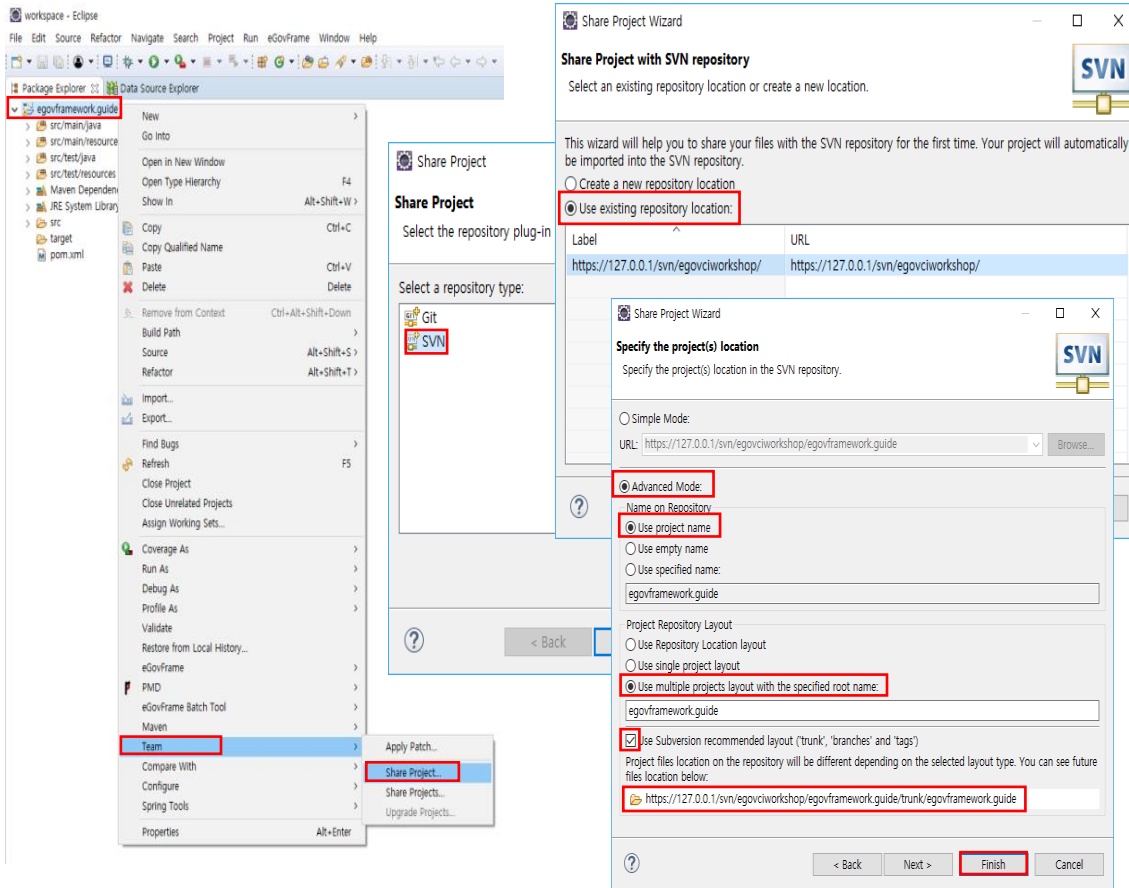 workspace - Eclipse
File Edit Source Refactor Navigate Search Project Run eGovFrame Window Help
Package Explorer
Data Source Explorer
egovframework.guide
src/main/java
src/main/resource
src/test/java
src/test/resources
Maven Dependen
JRE System Library
src
target
pom.xml
New
Go Into
Open in New Window
Open Type Hierarchy F4
Show In Alt+Shift+W
Copy Ctrl+C
Copy Qualified Name
Paste Ctrl+V
Delete Delete
Remove from Context Ctrl+Alt+Shift+Down
Build Path
Source Alt+Shift+S
Refactor Alt+Shift+T
Import...
Export...
Find Bugs
Refresh F5
Close Project
Close Unrelated Projects
Assign Working Sets...
Coverage As
Run As
Debug As
Profile As
Validate
Restore from Local History...
eGovFrame
PMD
eGovFrame Batch Tool
Maven
Team
Compare With
Configure
Spring Tools
Properties Alt+Enter
Apply Patch...
Share Project...
Share Projects...
Upgrade Projects...
Share Project
Share Project
Select the repository plug-in
Select a repository type:
Git
SVN
< Back
Share Project Wizard
Share Project with SVN repository
Select an existing repository location or create a new location.
SVN
This wizard will help you to share your files with the SVN repository for the first time. Your project will automatically
be imported into the SVN repository.
Create a new repository location
Use existing repository location:
Label URL
https://127.0.0.1/svn/egovciworkshop/ https://127.0.0.1/svn/egovciworkshop/
Share Project Wizard
Specify the project(s) location
Specify the project(s) location in the SVN repository.
SVN
Simple Mode:
URL: https://127.0.0.1/svn/egovciworkshop/egovframework.guide Browse...
Advanced Mode:
Name on Repository
Use project name
Use empty name
Use specified name:
egovframework.guide
Project Repository Layout
Use Repository Location layout
Use single project layout
Use multiple projects layout with the specified root name:
egovframework.guide
Use Subversion recommended layout ('trunk', 'branches' and 'tags')
Project files location on the repository will be different depending on the selected layout type. You can see future
files location below:
https://127.0.0.1/svn/egovciworkshop/egovframework.guide/trunk/egovframework.guide
< Back Next > Finish Cancel